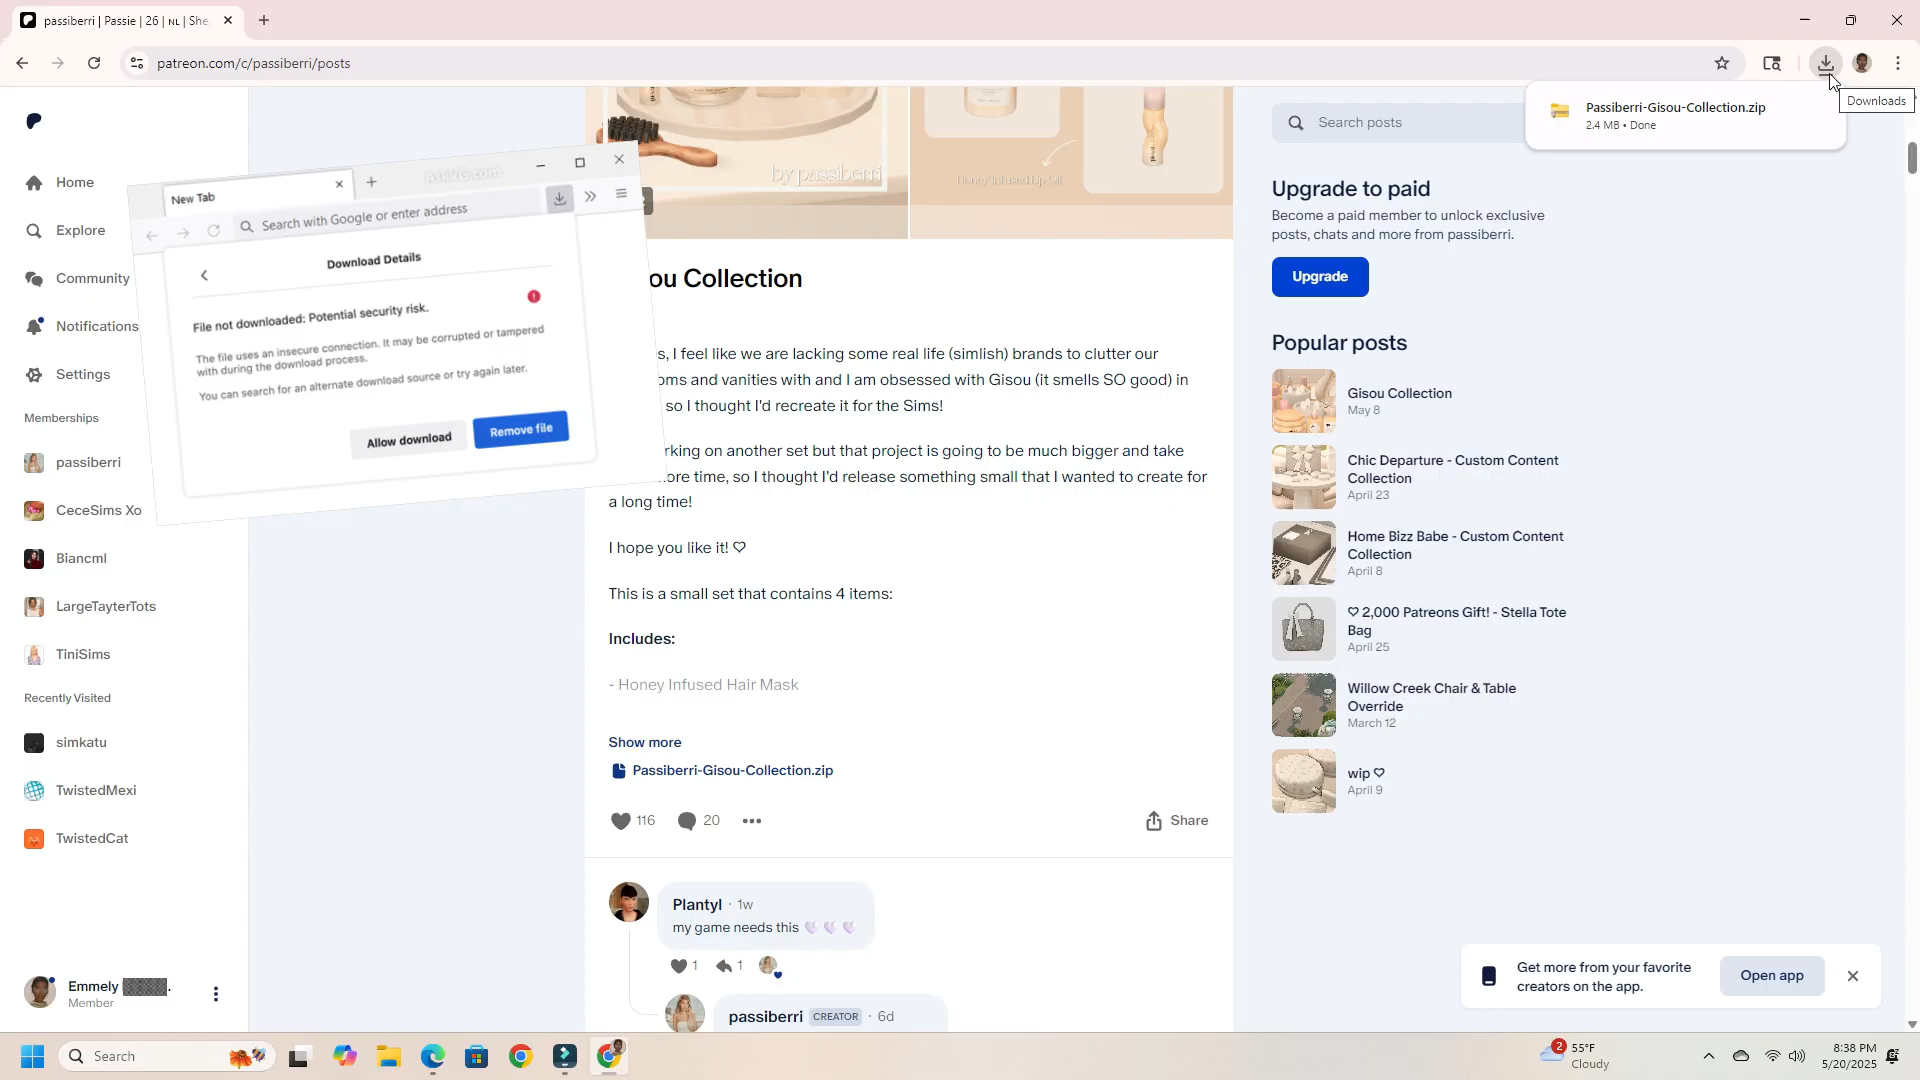 passiberri | Passie | 26 | NL | She
patreon.com/c/passiberri/posts
Passiberri-Gisou-Collection.zip
2.4 MB • Done
Downloads
Home
Explore
Community
Notifications
Settings
Memberships
passiberri
CeceSims Xo
Biancml
LargeTayterTots
TiniSims
Recently Visited
simkatu
TwistedMexi
TwistedCat
Emmely
Member
AskVG.com
New Tab
Search with Google or enter address
Download Details
File not downloaded: Potential security risk.
The file uses an insecure connection. It may be corrupted or tampered
with during the download process.
You can search for an alternate download source or try again later.
Allow download
Remove file
by passiberri
Honey Infused Lip Oil
ou Collection
s, I feel like we are lacking some real life (simlish) brands to clutter our
oms and vanities with and I am obsessed with Gisou (it smells SO good) in
so I thought I'd recreate it for the Sims!
rking on another set but that project is going to be much bigger and take
ore time, so I thought I'd release something small that I wanted to create for
a long time!
I hope you like it! ♡
This is a small set that contains 4 items:
Includes:
- Honey Infused Hair Mask
Show more
Passiberri-Gisou-Collection.zip
116
20
Share
Plantyl · 1w
my game needs this 🤍 🤍 🤍
1
1
passiberri CREATOR · 6d
Search posts
Upgrade to paid
Become a paid member to unlock exclusive
posts, chats and more from passiberri.
Upgrade
Popular posts
Gisou Collection
May 8
Chic Departure - Custom Content
Collection
April 23
Home Bizz Babe - Custom Content
Collection
April 8
♡ 2,000 Patreons Gift! - Stella Tote
Bag
April 25
Willow Creek Chair & Table
Override
March 12
wip ♡
April 9
Get more from your favorite
creators on the app.
Open app
Search
2
55°F
Cloudy
8:38 PM
5/20/2025